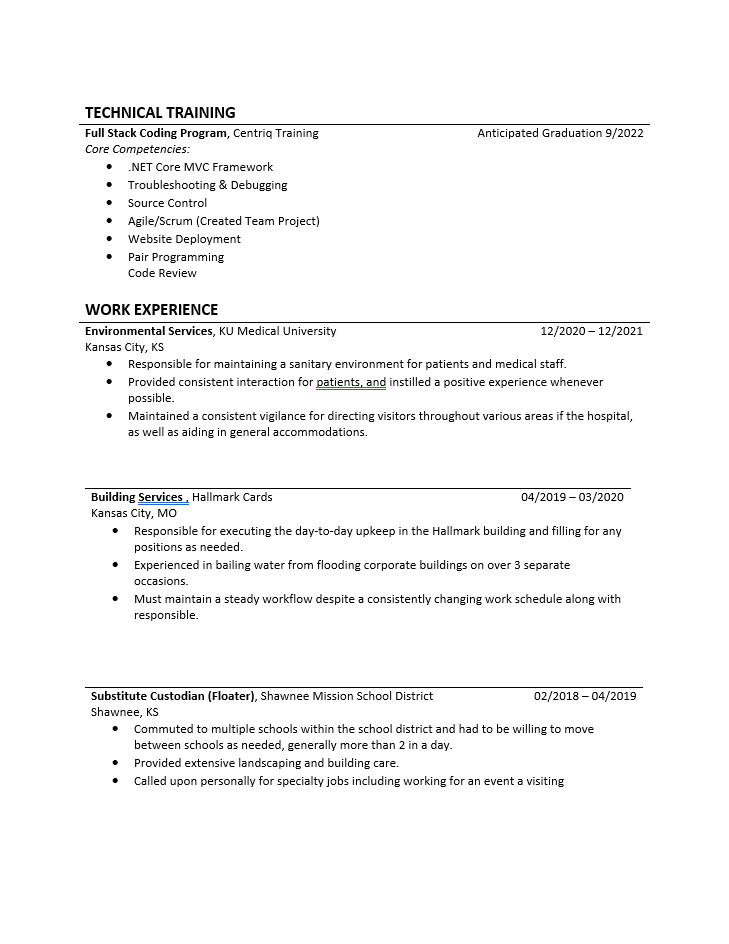 TECHNICAL TRAINING
Full Stack Coding Program, Centriq Training Anticipated Graduation 9/2022
Core Competencies:
• .NET Core MVC Framework
• Troubleshooting & Debugging
• Source Control
• Agile/Scrum (Created Team Project)
• Website Deployment
• Pair Programming
Code Review
WORK EXPERIENCE
Environmental Services, KU Medical University 12/2020 – 12/2021
Kansas City, KS
• Responsible for maintaining a sanitary environment for patients and medical staff.
• Provided consistent interaction for patients, and instilled a positive experience whenever
possible.
• Maintained a consistent vigilance for directing visitors throughout various areas if the hospital,
as well as aiding in general accommodations.
Building Services , Hallmark Cards 04/2019 – 03/2020
Kansas City, MO
• Responsible for executing the day-to-day upkeep in the Hallmark building and filling for any
positions as needed.
• Experienced in bailing water from flooding corporate buildings on over 3 separate
occasions.
• Must maintain a steady workflow despite a consistently changing work schedule along with
responsible.
Substitute Custodian (Floater), Shawnee Mission School District 02/2018 – 04/2019
Shawnee, KS
• Commuted to multiple schools within the school district and had to be willing to move
between schools as needed, generally more than 2 in a day.
• Provided extensive landscaping and building care.
• Called upon personally for specialty jobs including working for an event a visiting